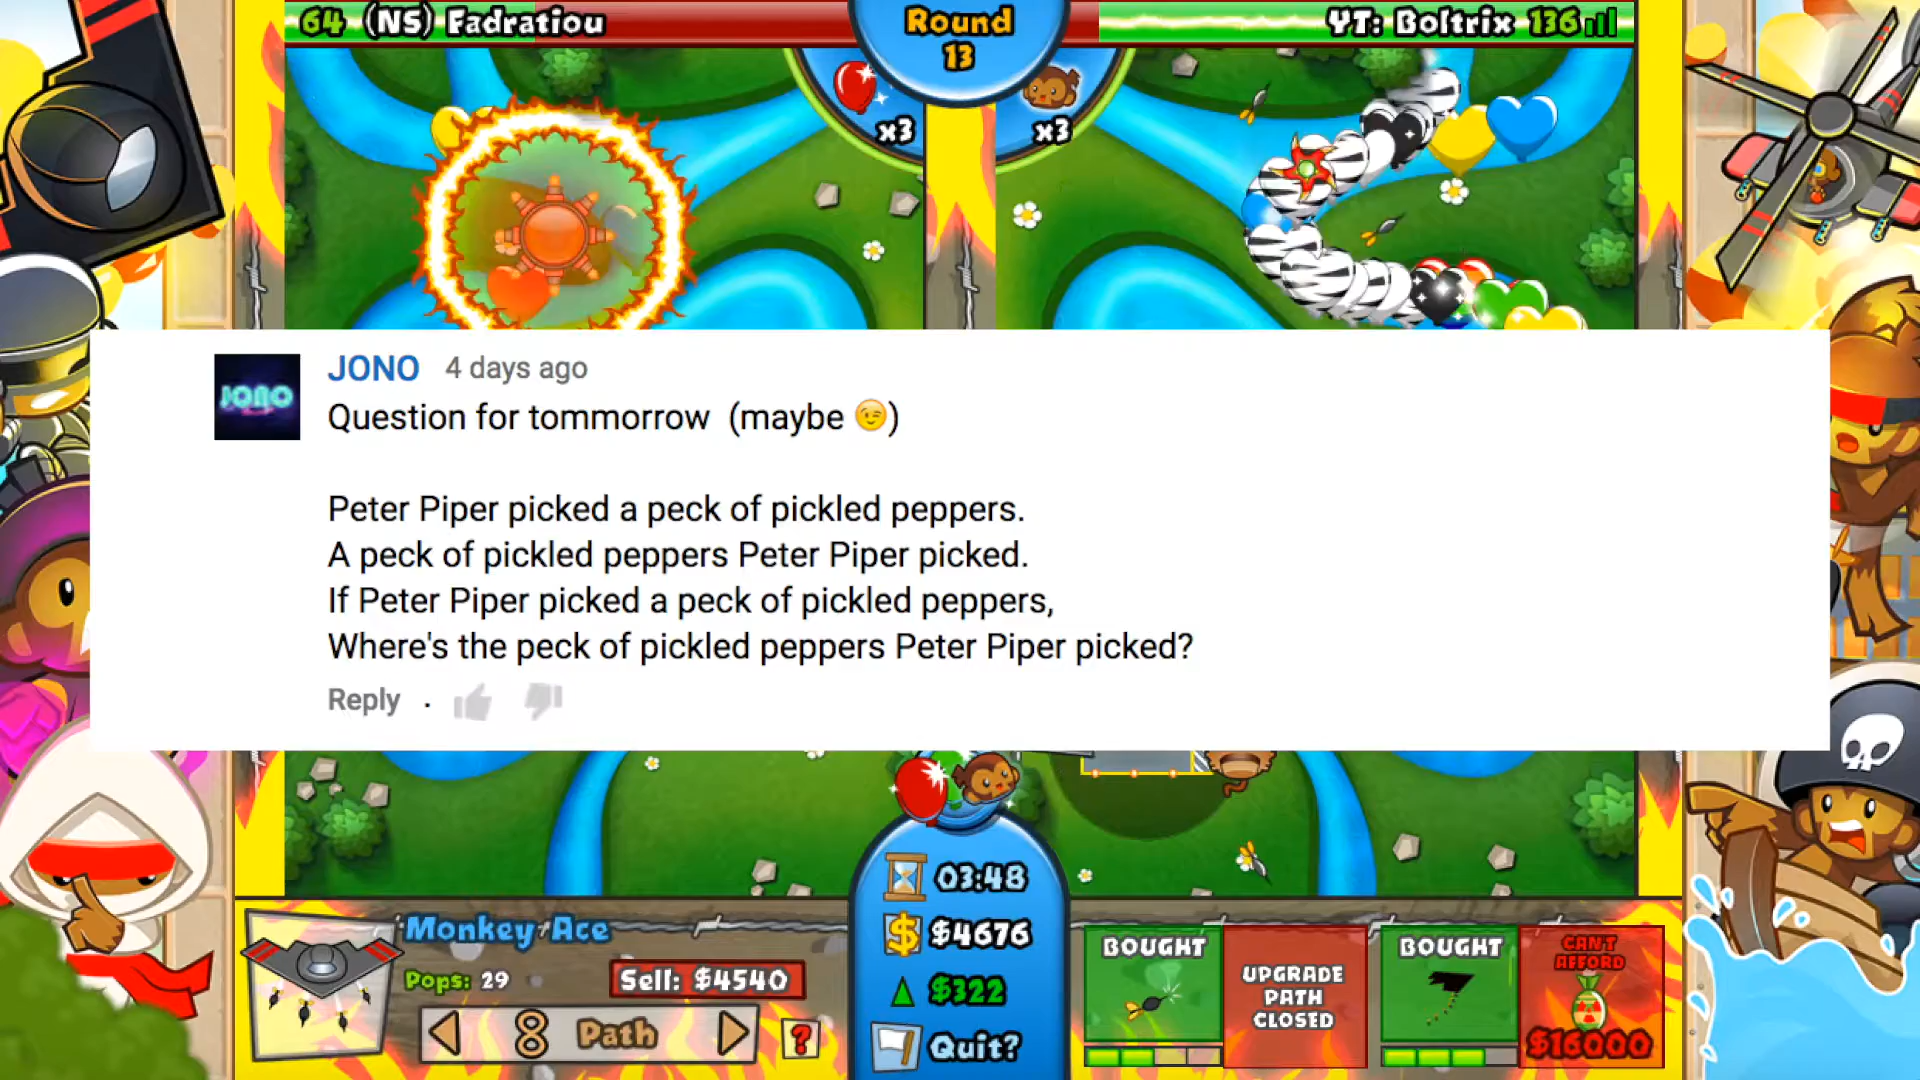 64 (NS) Fadratiou
Round
13
YT: Boltrix 136
x3
x3
JONO
JONO 4 days ago
Question for tommorrow (maybe 😉)
Peter Piper picked a peck of pickled peppers.
A peck of pickled peppers Peter Piper picked.
If Peter Piper picked a peck of pickled peppers,
Where's the peck of pickled peppers Peter Piper picked?
Reply .
03:48
$4676
$322
Quit?
Monkey Ace
Pops: 29
Sell: $4540
8 Path
?
BOUGHT
UPGRADE
PATH
CLOSED
BOUGHT
CAN'T
AFFORD
$16000